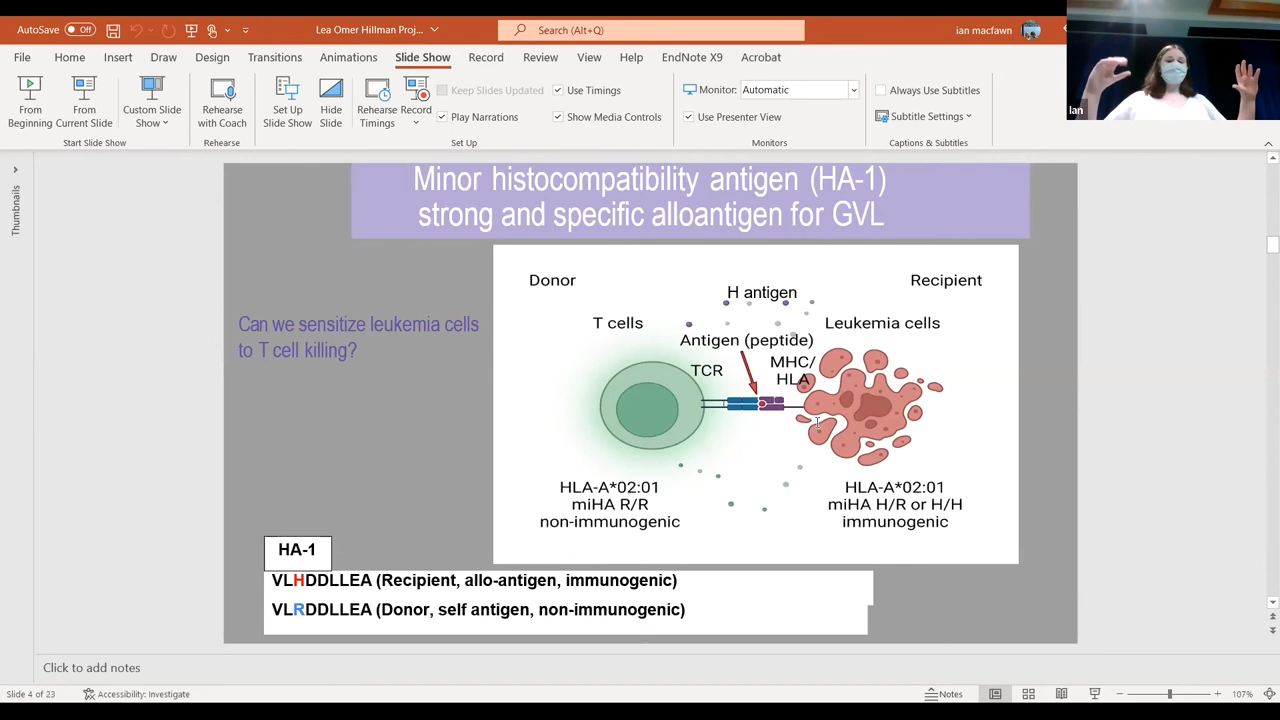 AutoSave Off
Lea Omer Hillman Proj...
Search (Alt+Q)
ian macfawn
File Home Insert Draw Design Transitions Animations Slide Show Record Review View Help EndNote X9 Acrobat
From Beginning
From Current Slide
Custom Slide Show
Start Slide Show
Rehearse with Coach
Rehearse
Set Up Slide Show
Hide Slide
Rehearse Timings
Record
Keep Slides Updated
Play Narrations
Use Timings
Show Media Controls
Set Up
Monitor: Automatic
Use Presenter View
Monitors
Always Use Subtitles
Subtitle Settings
Captions & Subtitles
Ian
Thumbnails
Minor histocompatibility antigen (HA-1)
strong and specific alloantigen for GVL
Can we sensitize leukemia cells
to T cell killing?
Donor
Recipient
H antigen
T cells
Leukemia cells
Antigen (peptide)
TCR
MHC/
HLA
HLA-A*02:01
miHA R/R
non-immunogenic
HLA-A*02:01
miHA H/R or H/H
immunogenic
HA-1
VLHDDLLEA (Recipient, allo-antigen, immunogenic)
VLRDDLLEA (Donor, self antigen, non-immunogenic)
Click to add notes
Slide 4 of 23
Accessibility: Investigate
Notes
107%